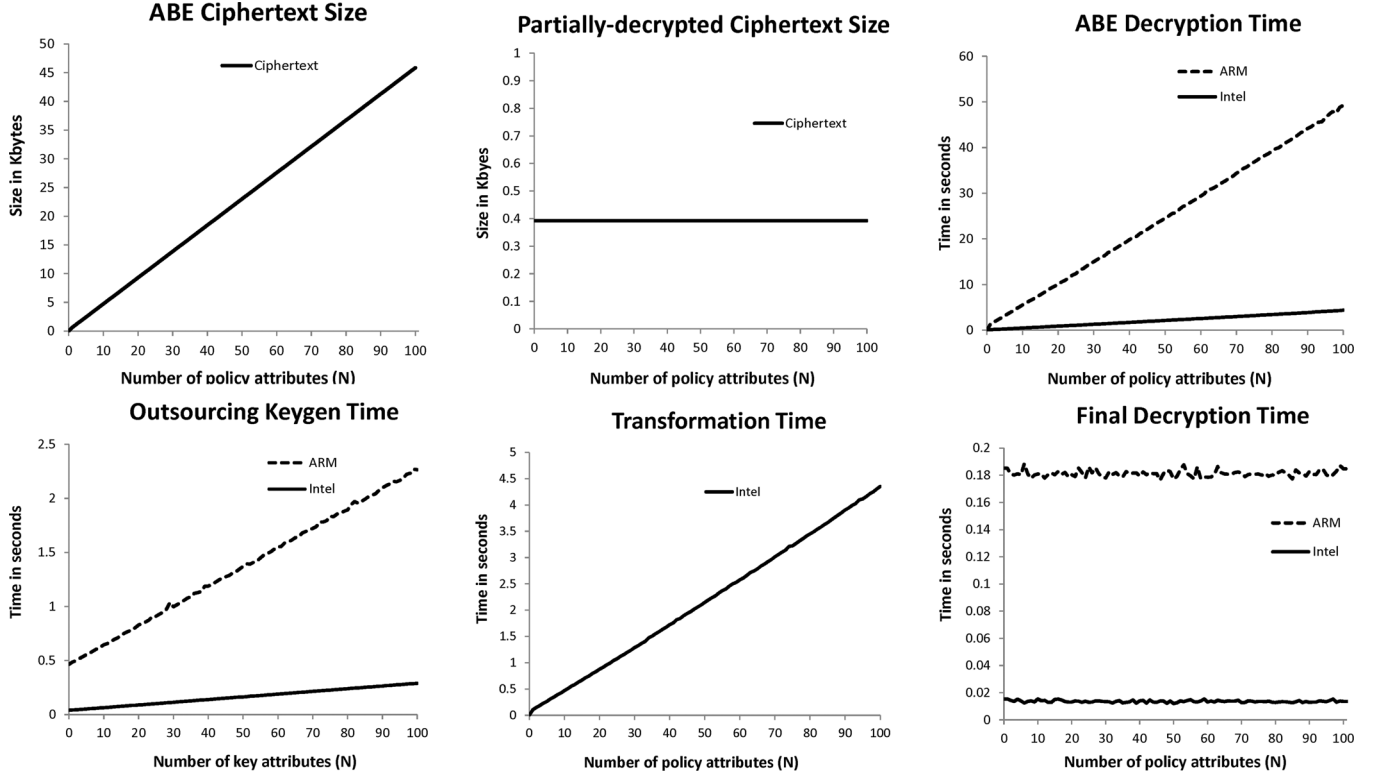 ABE Ciphertext Size
50
45
40
35
30
25
20
15
10
5
0
Size in Kbytes
Ciphertext
0 10 20 30 40 50 60 70 80 90 100
Number of policy attributes (N)
Partially-decrypted Ciphertext Size
1
0.9
0.8
0.7
0.6
0.5
0.4
0.3
0.2
0.1
0
Size in Kbyes
Ciphertext
0 10 20 30 40 50 60 70 80 90 100
Number of policy attributes (N)
ABE Decryption Time
60
50
40
30
20
10
0
Time in seconds
ARM
Intel
0 10 20 30 40 50 60 70 80 90 100
Number of policy attributes (N)
Outsourcing Keygen Time
2.5
2
1.5
1
0.5
0
Time in seconds
ARM
Intel
0 10 20 30 40 50 60 70 80 90 100
Number of key attributes (N)
Transformation Time
5
4.5
4
3.5
3
2.5
2
1.5
1
0.5
0
Time in seconds
Intel
0 10 20 30 40 50 60 70 80 90 100
Number of policy attributes (N)
Final Decryption Time
0.2
0.18
0.16
0.14
0.12
0.1
0.08
0.06
0.04
0.02
0
Time in seconds
ARM
Intel
0 10 20 30 40 50 60 70 80 90 100
Number of policy attributes (N)